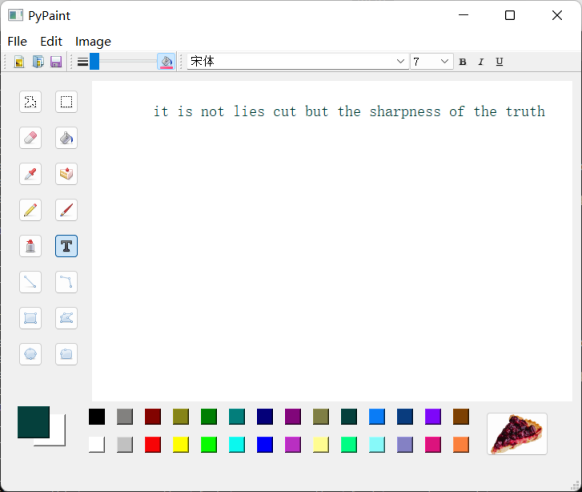 PyPaint
FIle Edit Image
宋体 7 B I U
it is not lies cut but the sharpness of the truth
T